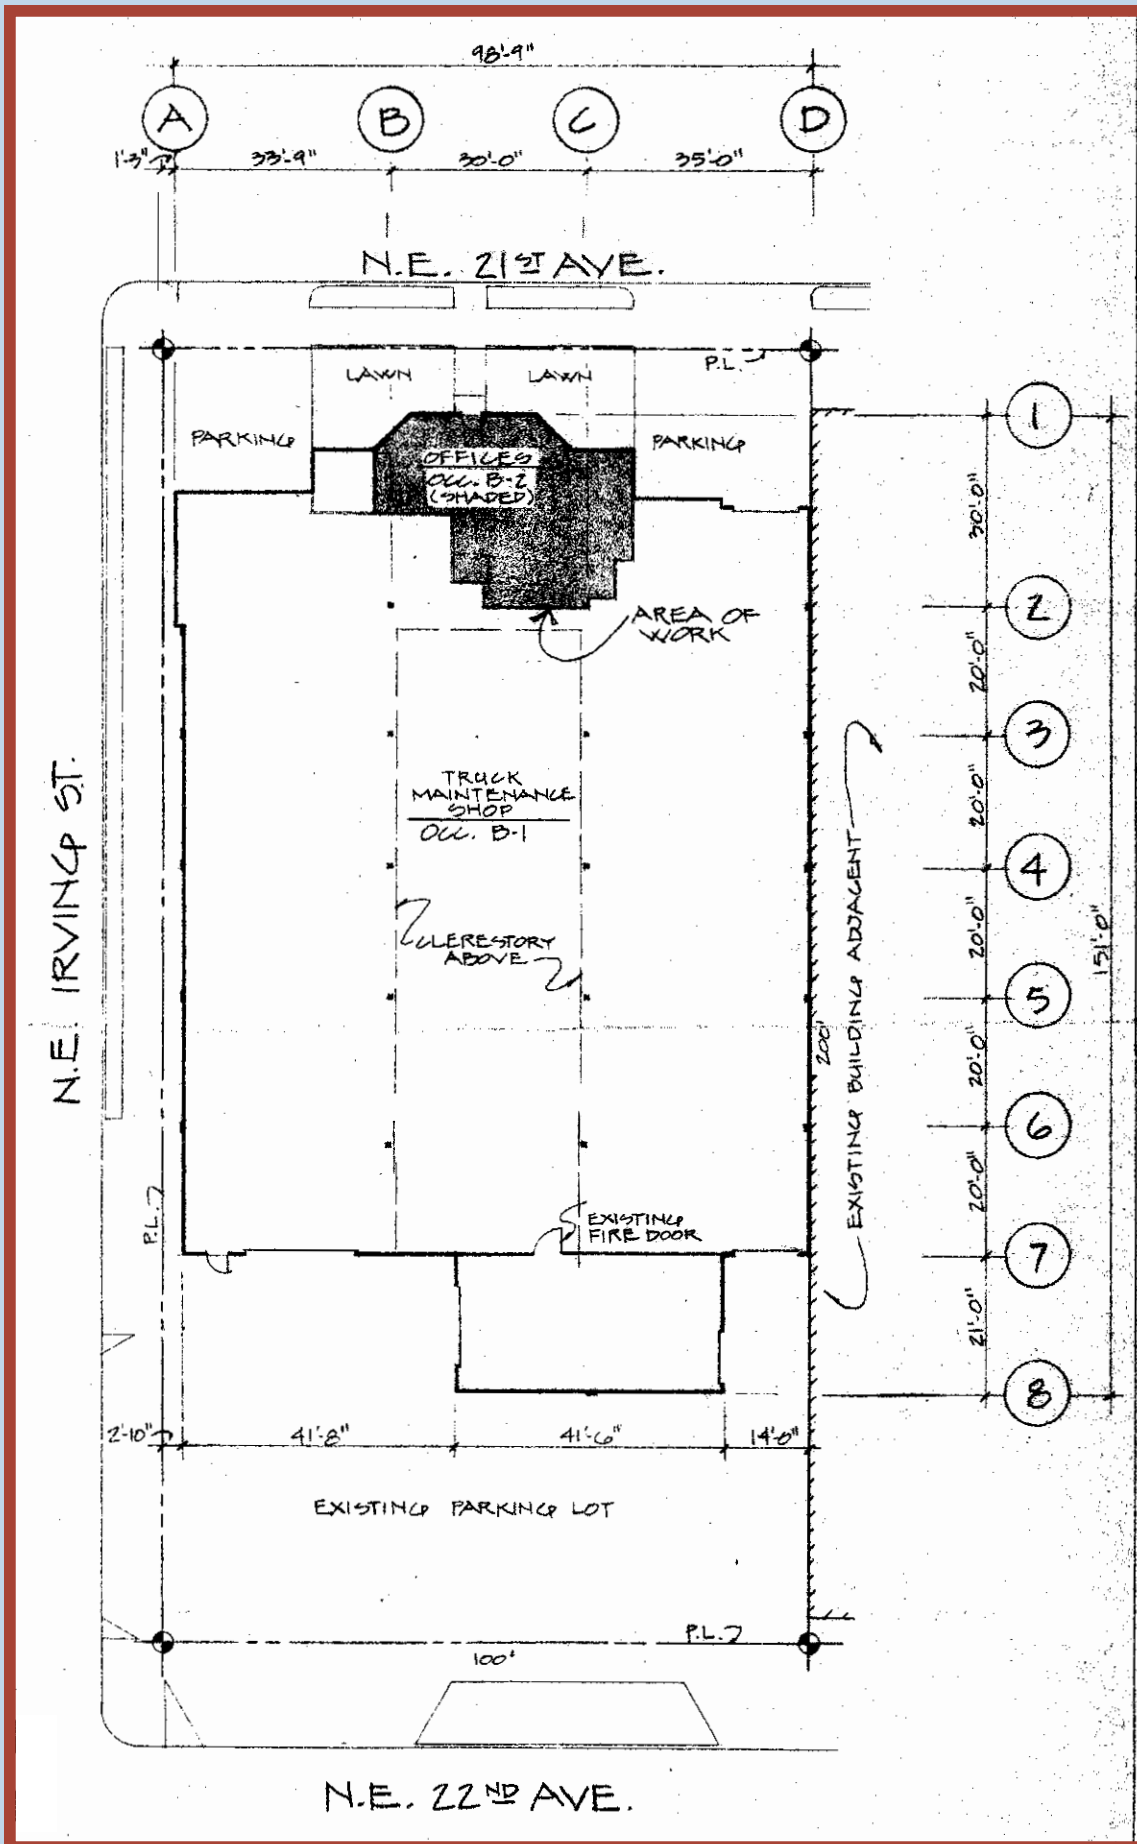 98'-9"
A
B
C
D
1'-3"
33'-9"
30'-0"
35'-0"
N.E. 21ST AVE.
P.L.
LAWN
LAWN
PARKING
PARKING
OFFICES
OCC. B-2
(SHADED)
AREA OF
WORK
1
30'-0"
2
20'-0"
3
20'-0"
4
20'-0"
5
20'-0"
6
20'-0"
7
21'-0"
8
151'-0"
TRUCK
MAINTENANCE
SHOP
OCC. B-1
CLERESTORY
ABOVE
N.E. IRVING ST.
EXISTING BUILDING ADJACENT
200'
P.L.
EXISTING
FIRE DOOR
2'-10"
41'-8"
41'-6"
14'-0"
EXISTING PARKING LOT
P.L.
100'
N.E. 22ND AVE.